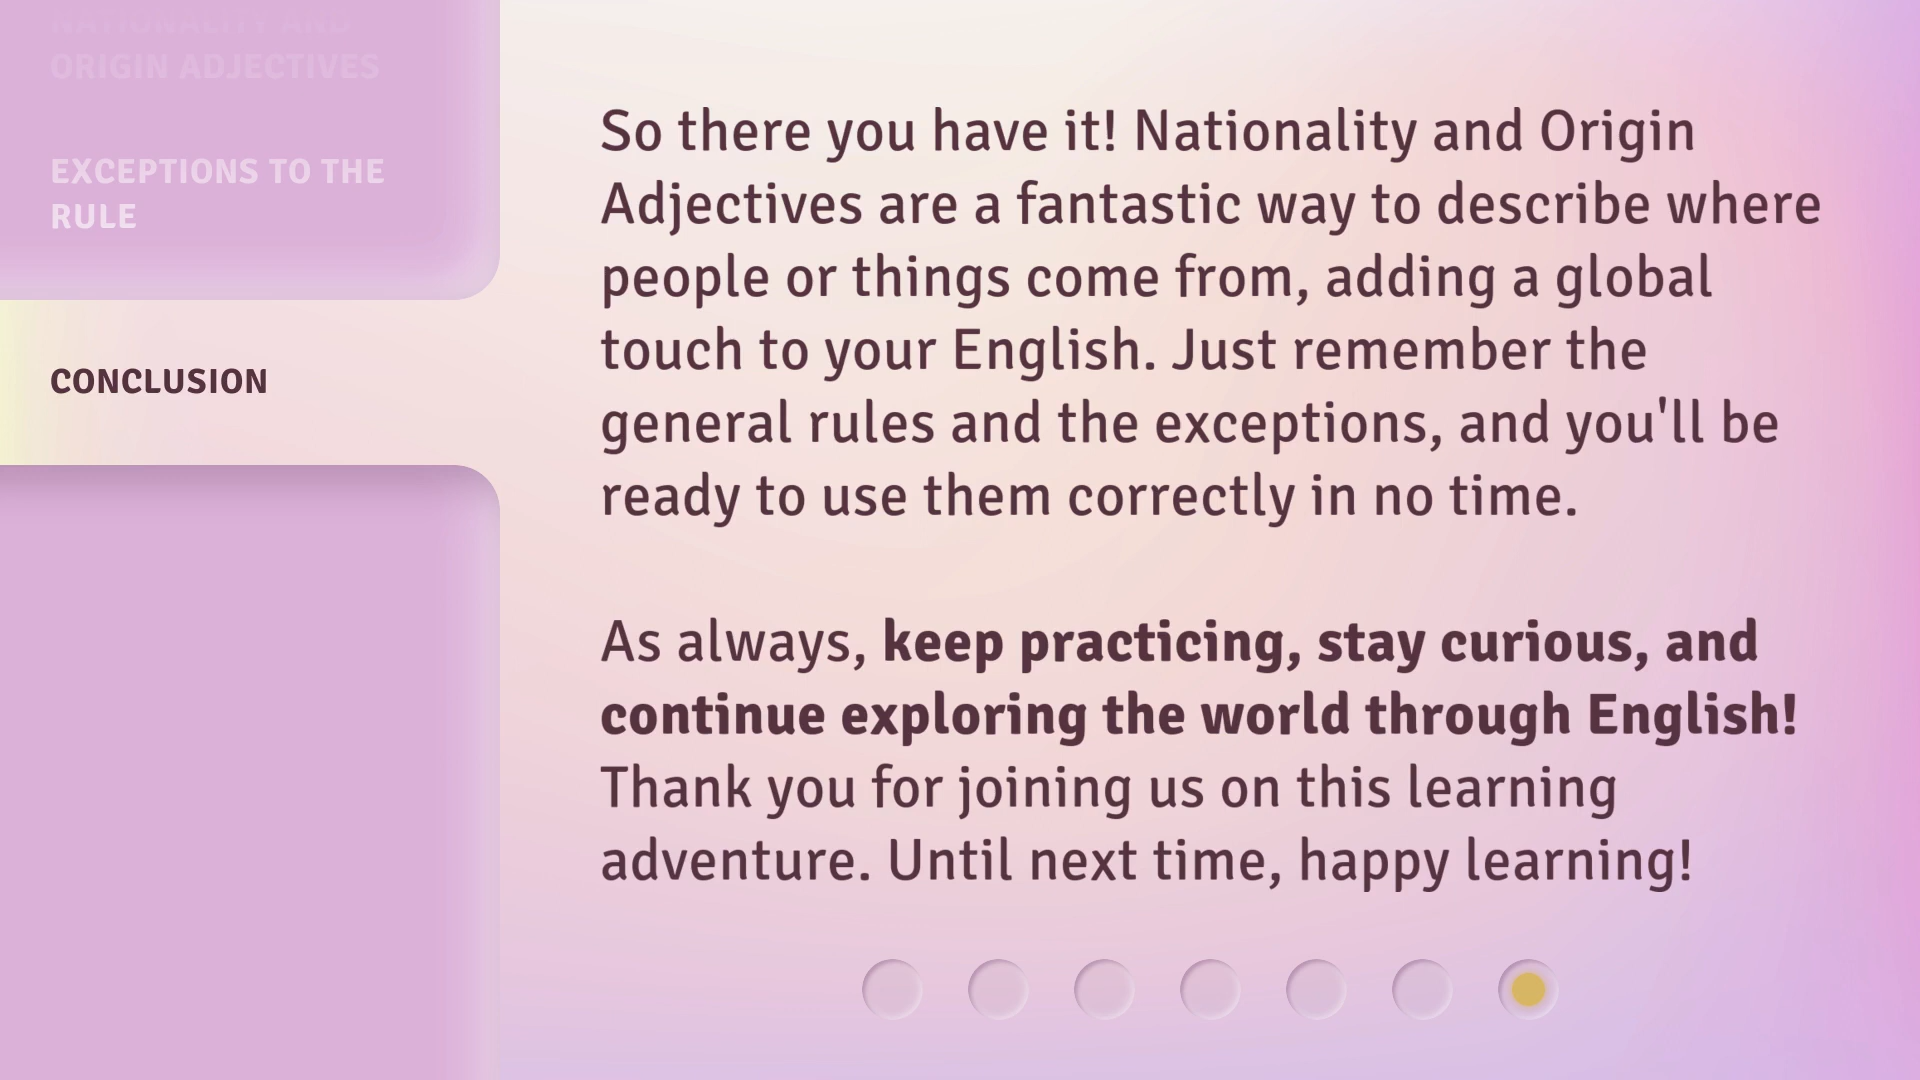 NATIONALITY AND
ORIGIN ADJECTIVES
EXCEPTIONS TO THE
RULE
CONCLUSION
So there you have it! Nationality and Origin
Adjectives are a fantastic way to describe where
people or things come from, adding a global
touch to your English. Just remember the
general rules and the exceptions, and you'll be
ready to use them correctly in no time.
As always, keep practicing, stay curious, and
continue exploring the world through English!
Thank you for joining us on this learning
adventure. Until next time, happy learning!